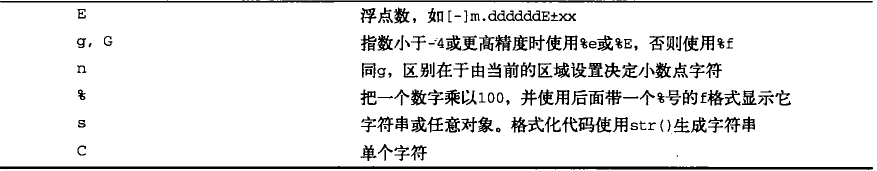 E 浮点数，如[-]m.ddddddE±xx
g，G 指数小于-4或更高精度时使用%e或%E，否则使用%f
n 同g，区别在于由当前的区域设置决定小数点字符
% 把一个数字乘以100，并使用后面带一个%号的f格式显示它
s 字符串或任意对象。格式化代码使用str()生成字符串
C 单个字符